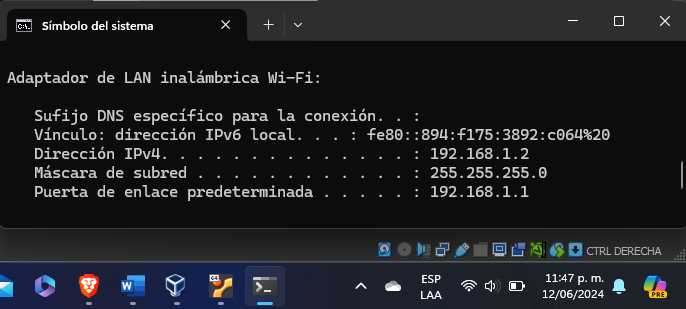 Símbolo del sistema
Adaptador de LAN inalámbrica Wi-Fi:
Sufijo DNS específico para la conexión. . :
Vínculo: dirección IPv6 local. . . : fe80::894:f175:3892:c064%20
Dirección IPv4. . . . . . . . . . . . . . : 192.168.1.2
Máscara de subred . . . . . . . . . . . . : 255.255.255.0
Puerta de enlace predeterminada . . . . . : 192.168.1.1
CTRL DERECHA
ESP
LAA
11:47 p. m.
12/06/2024
PRE